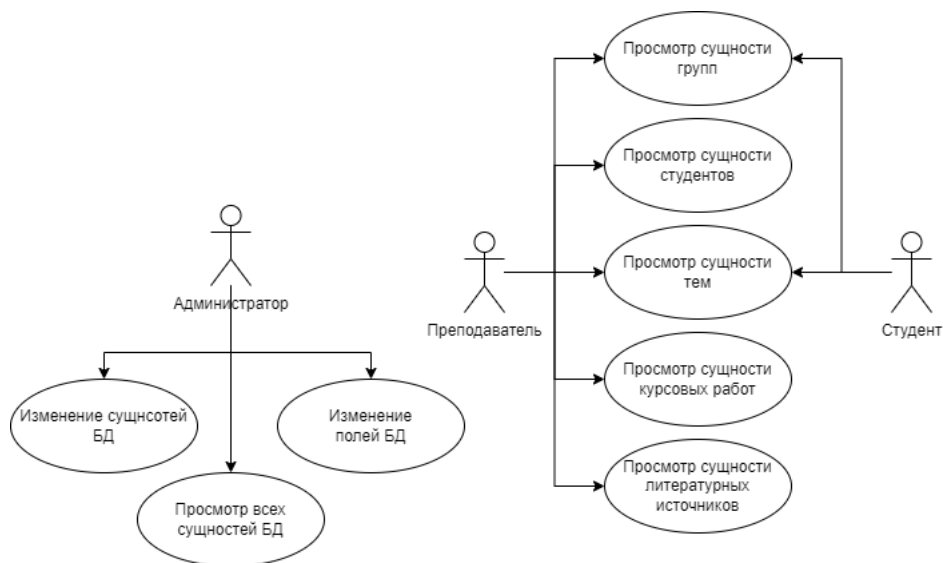 Просмотр сущности
групп
Просмотр сущности
студентов
Просмотр сущности
тем
Просмотр сущности
курсовых работ
Просмотр сущности
литературных
источников
Преподаватель
Студент
Администратор
Изменение сущнсотей
БД
Изменение
полей БД
Просмотр всех
сущностей БД